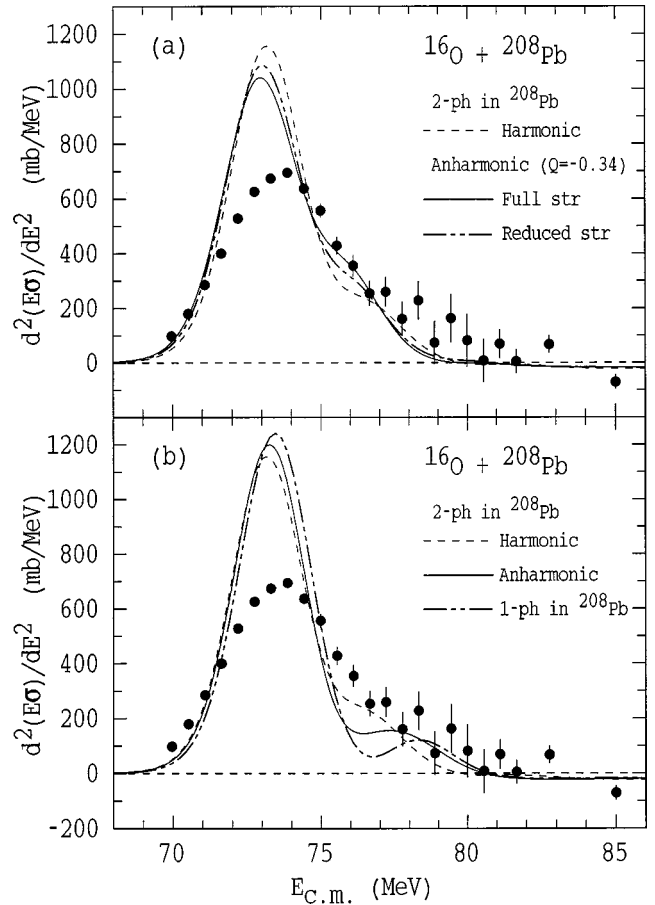 1200
1000
800
600
400
200
0
d²(Eσ)/dE² (mb/MeV)
(a)
¹⁶O + ²⁰⁸Pb
2-ph in ²⁰⁸Pb
Harmonic
Anharmonic (Q=-0.34)
Full str
Reduced str
1200
1000
800
600
400
200
0
-200
d²(Eσ)/dE² (mb/MeV)
(b)
¹⁶O + ²⁰⁸Pb
2-ph in ²⁰⁸Pb
Harmonic
Anharmonic
1-ph in ²⁰⁸Pb
70 75 80 85
E_C.m. (MeV)